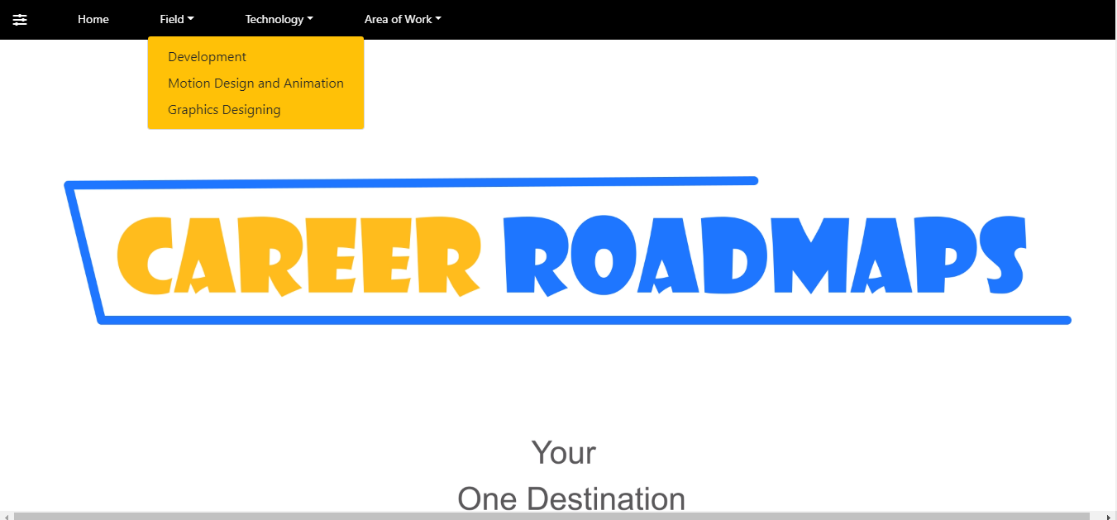 Home Field Technology Area of Work
Development
Motion Design and Animation
Graphics Designing
CAREER ROADMAPS
Your
One Destination